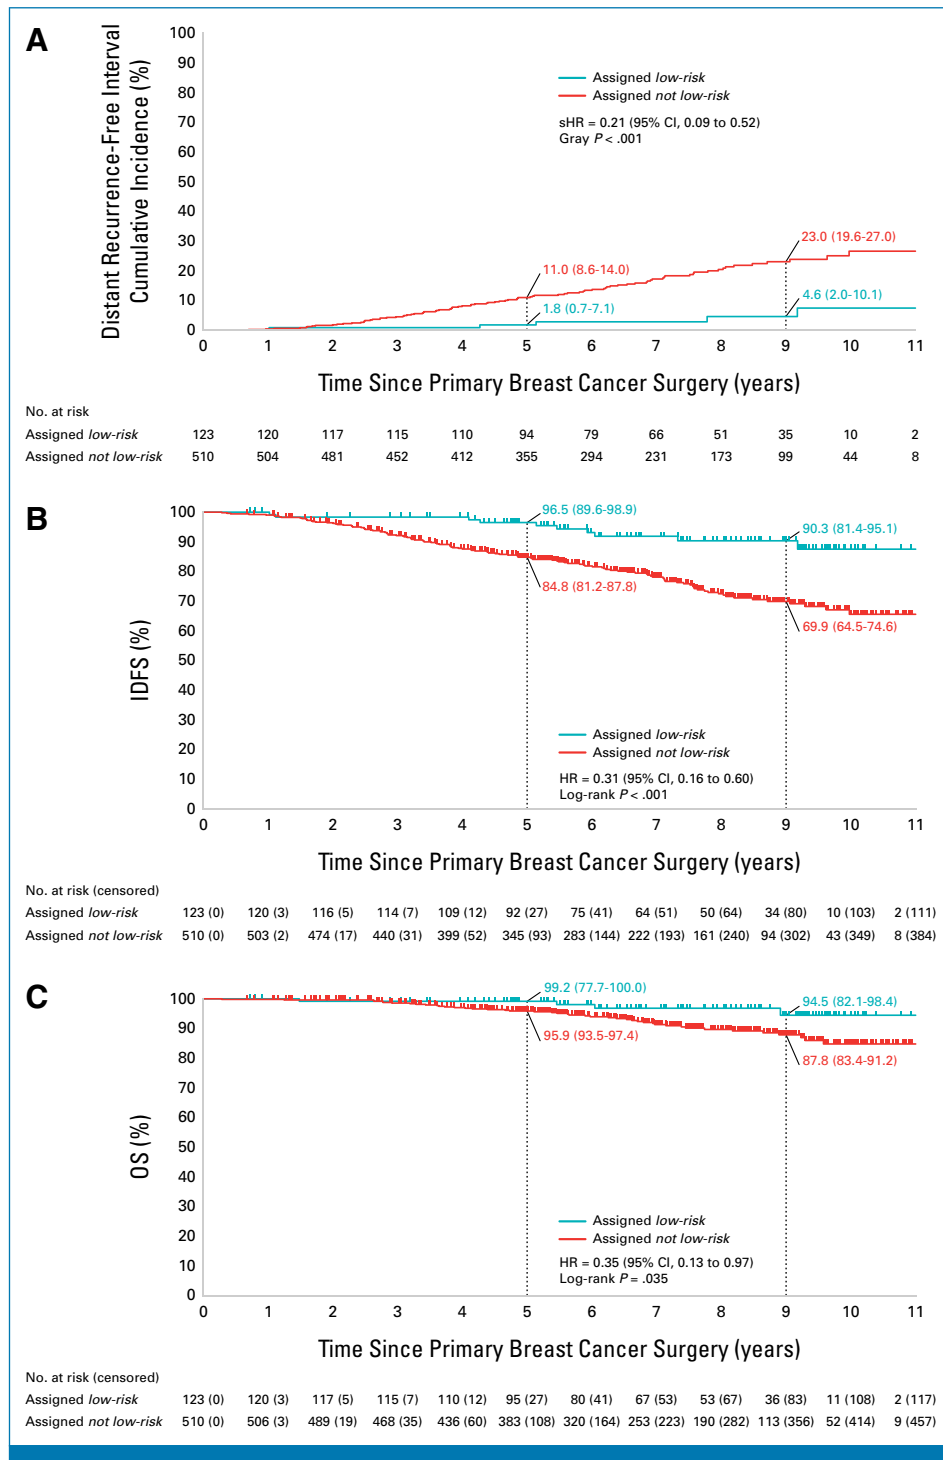 A
Distant Recurrence-Free Interval
Cumulative Incidence (%)
100
90
80
70
60
50
40
30
20
10
0
Assigned low-risk
Assigned not low-risk
sHR = 0.21 (95% CI, 0.09 to 0.52)
Gray P < .001
11.0 (8.6-14.0)
1.8 (0.7-7.1)
23.0 (19.6-27.0)
4.6 (2.0-10.1)
0 1 2 3 4 5 6 7 8 9 10 11
Time Since Primary Breast Cancer Surgery (years)
No. at risk
Assigned low-risk 123 120 117 115 110 94 79 66 51 35 10 2
Assigned not low-risk 510 504 481 452 412 355 294 231 173 99 44 8
B
IDFS (%)
100
90
80
70
60
50
40
30
20
10
0
96.5 (89.6-98.9)
90.3 (81.4-95.1)
84.8 (81.2-87.8)
69.9 (64.5-74.6)
Assigned low-risk
Assigned not low-risk
HR = 0.31 (95% CI, 0.16 to 0.60)
Log-rank P < .001
0 1 2 3 4 5 6 7 8 9 10 11
Time Since Primary Breast Cancer Surgery (years)
No. at risk (censored)
Assigned low-risk 123 (0) 120 (3) 116 (5) 114 (7) 109 (12) 92 (27) 75 (41) 64 (51) 50 (64) 34 (80) 10 (103) 2 (111)
Assigned not low-risk 510 (0) 503 (2) 474 (17) 440 (31) 399 (52) 345 (93) 283 (144) 222 (193) 161 (240) 94 (302) 43 (349) 8 (384)
C
OS (%)
100
90
80
70
60
50
40
30
20
10
0
99.2 (77.7-100.0)
94.5 (82.1-98.4)
95.9 (93.5-97.4)
87.8 (83.4-91.2)
Assigned low-risk
Assigned not low-risk
HR = 0.35 (95% CI, 0.13 to 0.97)
Log-rank P = .035
0 1 2 3 4 5 6 7 8 9 10 11
Time Since Primary Breast Cancer Surgery (years)
No. at risk (censored)
Assigned low-risk 123 (0) 120 (3) 117 (5) 115 (7) 110 (12) 95 (27) 80 (41) 67 (53) 53 (67) 36 (83) 11 (108) 2 (117)
Assigned not low-risk 510 (0) 506 (3) 489 (19) 468 (35) 436 (60) 383 (108) 320 (164) 253 (223) 190 (282) 113 (356) 52 (414) 9 (457)